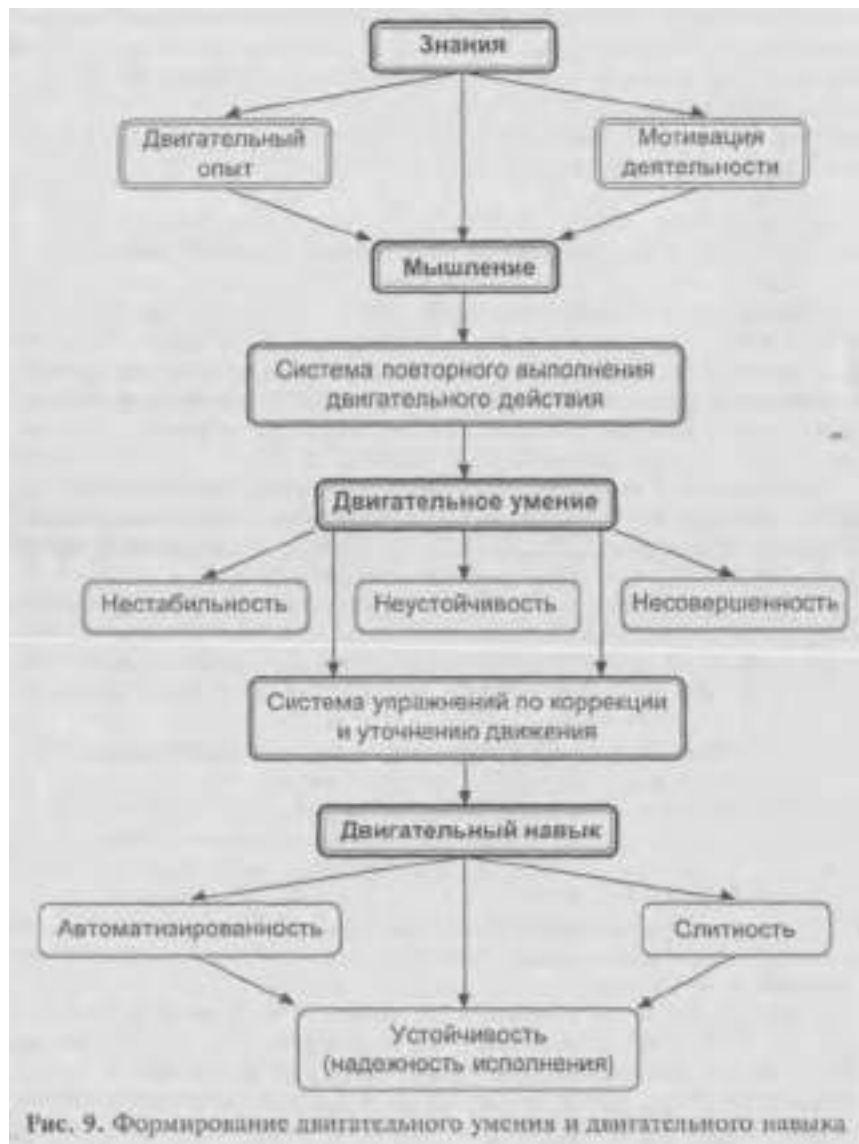 Знания
Двигательный
опыт
Мотивация
деятельности
Мышление
Система повторного выполнения
двигательного действия
Двигательное умение
Нестабильность
Неустойчивость
Несовершенность
Система упражнений по коррекции
и уточнению движения
Двигательный навык
Автоматизированность
Слитность
Устойчивость
(надежность исполнения)
Рис. 9. Формирование двигательного умения и двигательного навыка